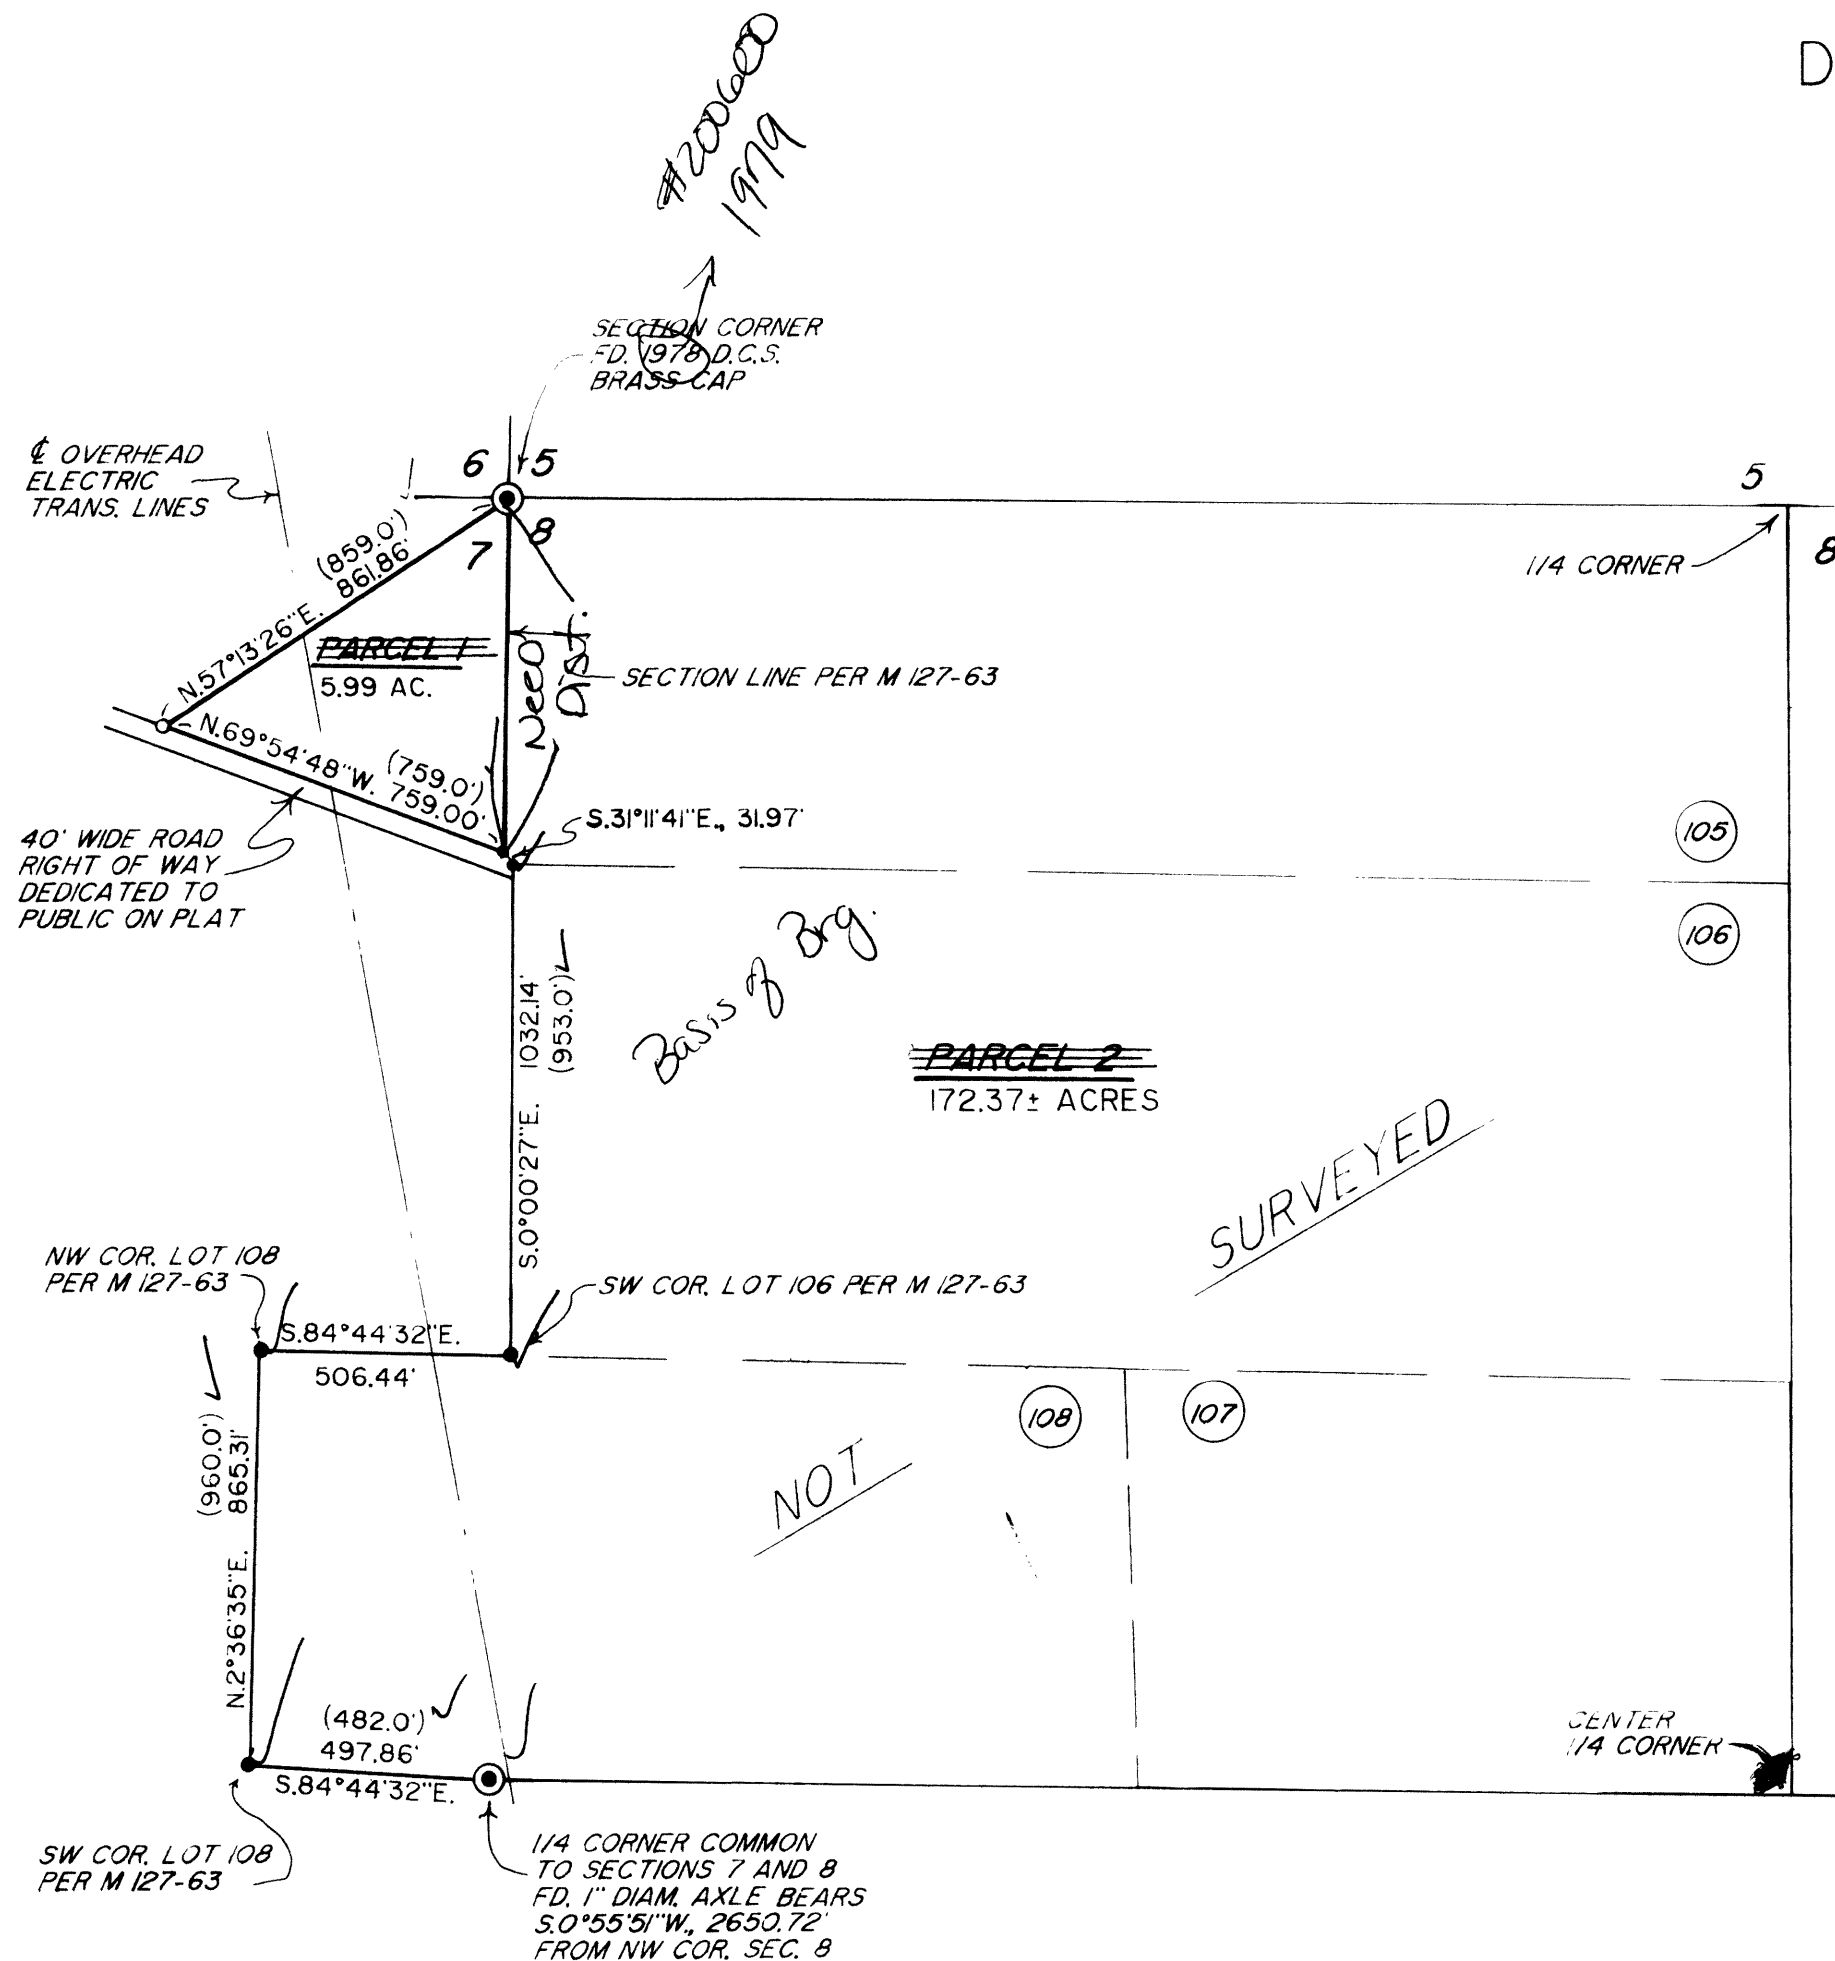 D
#200600
1979
SECTION CORNER
FD. 1978 D.C.S.
BRASS CAP
℄ OVERHEAD
ELECTRIC
TRANS. LINES
6
5
7
8
5
8
1/4 CORNER
(859.0')
861.86'
N.57°13'26"E.
PARCEL 1
5.99 AC.
Need
Dist.
SECTION LINE PER M 127-63
N.69°54'48"W.
(759.0')
759.00'
S.31°11'41"E., 31.97'
40' WIDE ROAD
RIGHT OF WAY
DEDICATED TO
PUBLIC ON PLAT
105
106
Basis of Brg.
S.0°00'27"E. 1032.14'
(953.0')
PARCEL 2
172.37± ACRES
SURVEYED
NW COR. LOT 108
PER M 127-63
SW COR. LOT 106 PER M 127-63
S.84°44'32"E.
506.44'
108
107
NOT
(960.0')
N.2°36'35"E. 865.31'
(482.0')
497.86'
S.84°44'32"E.
CENTER
1/4 CORNER
SW COR. LOT 108
PER M 127-63
1/4 CORNER COMMON
TO SECTIONS 7 AND 8
FD. 1" DIAM. AXLE BEARS
S.0°55'51"W., 2650.72'
FROM NW COR. SEC. 8